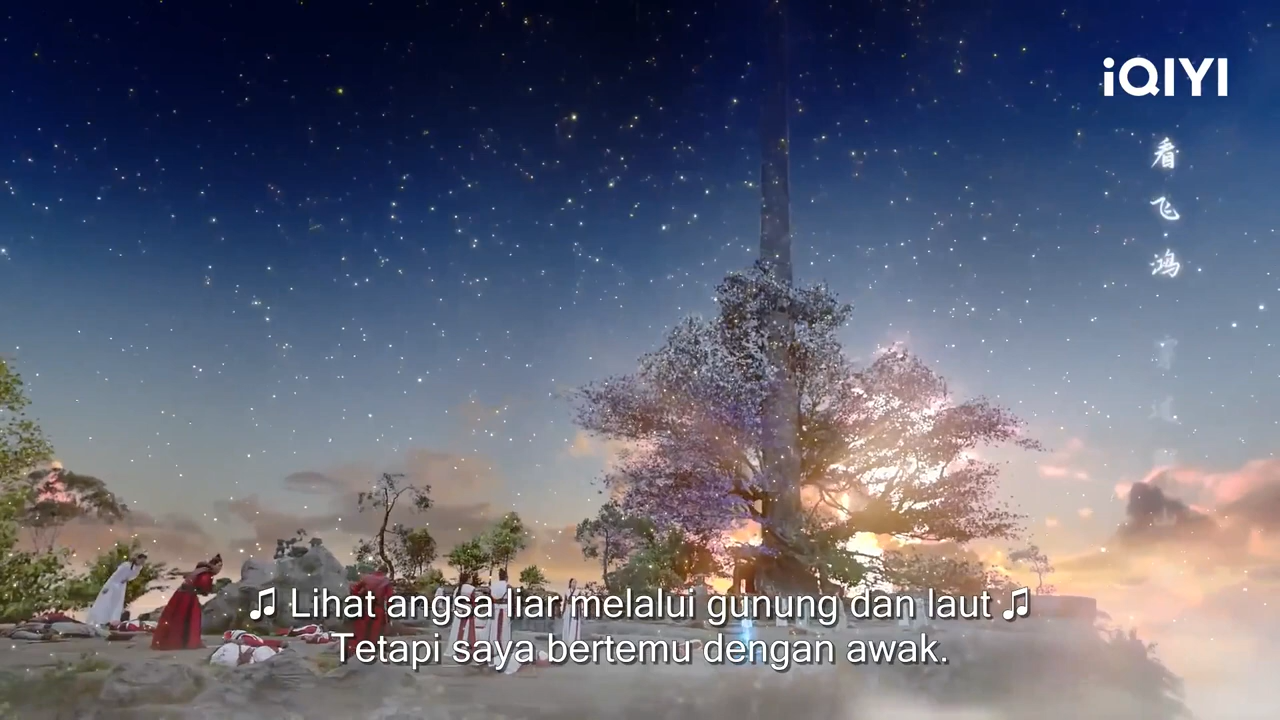 iQIYI
看飞鸿
♫ Lihat angsa liar melalui gunung dan laut ♫
Tetapi saya bertemu dengan awak.